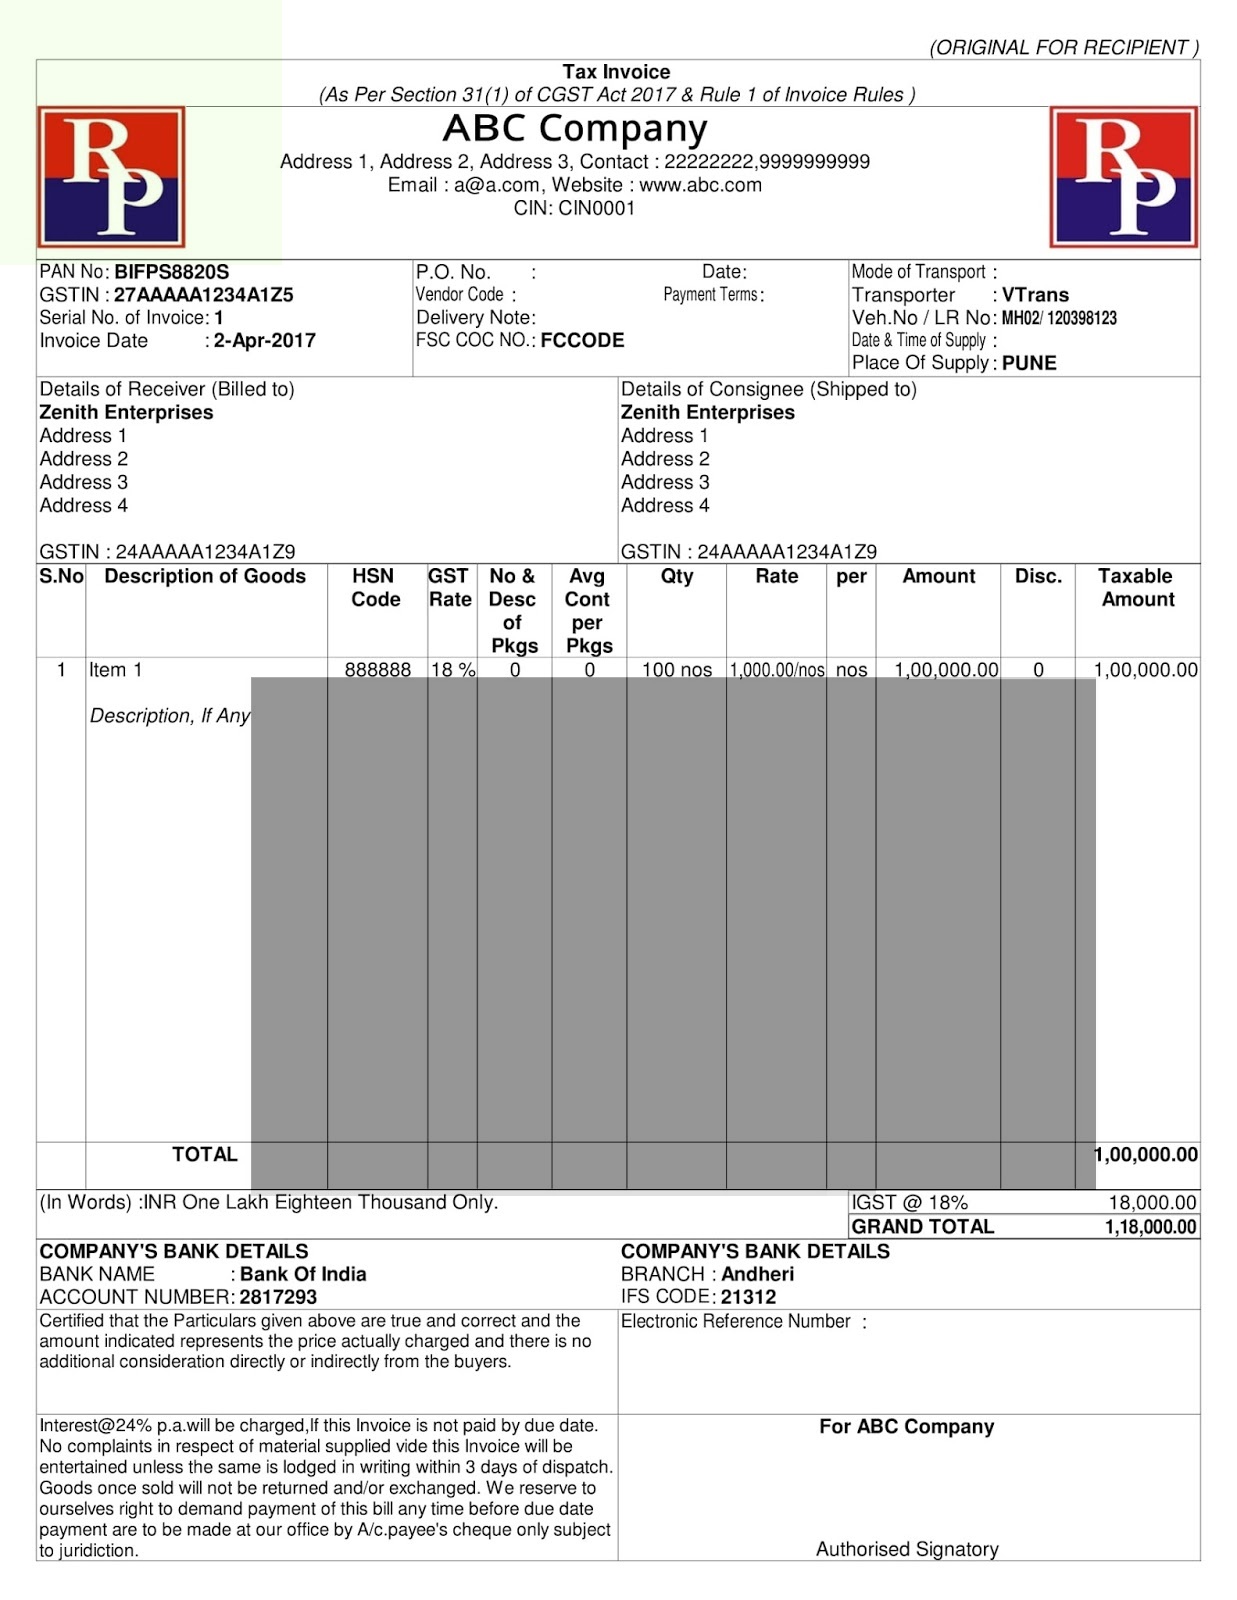 (ORIGINAL FOR RECIPIENT )
Tax Invoice
(As Per Section 31(1) of CGST Act 2017 & Rule 1 of Invoice Rules )
RP
ABC Company
RP
Address 1, Address 2, Address 3, Contact : 22222222,9999999999
Email : a@a.com, Website : www.abc.com
CIN: CIN0001
PAN No: BIFPS8820S
GSTIN : 27AAAAA1234A1Z5
Serial No. of Invoice: 1
Invoice Date : 2-Apr-2017
P.O. No. : Date:
Vendor Code : Payment Terms :
Delivery Note:
FSC COC NO.: FCCODE
Mode of Transport :
Transporter : VTrans
Veh.No / LR No: MH02/ 120398123
Date & Time of Supply :
Place Of Supply : PUNE
Details of Receiver (Billed to)
Zenith Enterprises
Address 1
Address 2
Address 3
Address 4
GSTIN : 24AAAAA1234A1Z9
Details of Consignee (Shipped to)
Zenith Enterprises
Address 1
Address 2
Address 3
Address 4
GSTIN : 24AAAAA1234A1Z9
S.No Description of Goods HSN Code GST Rate No & Desc of Pkgs Avg Cont per Pkgs Qty Rate per Amount Disc. Taxable Amount
1 Item 1 888888 18 % 0 0 100 nos 1,000.00/nos nos 1,00,000.00 0 1,00,000.00
Description, If Any
TOTAL 1,00,000.00
(In Words) :INR One Lakh Eighteen Thousand Only.
IGST @ 18% 18,000.00
GRAND TOTAL 1,18,000.00
COMPANY'S BANK DETAILS
BANK NAME : Bank Of India
ACCOUNT NUMBER: 2817293
COMPANY'S BANK DETAILS
BRANCH : Andheri
IFS CODE: 21312
Certified that the Particulars given above are true and correct and the
amount indicated represents the price actually charged and there is no
additional consideration directly or indirectly from the buyers.
Electronic Reference Number :
Interest@24% p.a.will be charged,If this Invoice is not paid by due date.
No complaints in respect of material supplied vide this Invoice will be
entertained unless the same is lodged in writing within 3 days of dispatch.
Goods once sold will not be returned and/or exchanged. We reserve to
ourselves right to demand payment of this bill any time before due date
payment are to be made at our office by A/c.payee's cheque only subject
to juridiction.
For ABC Company
Authorised Signatory